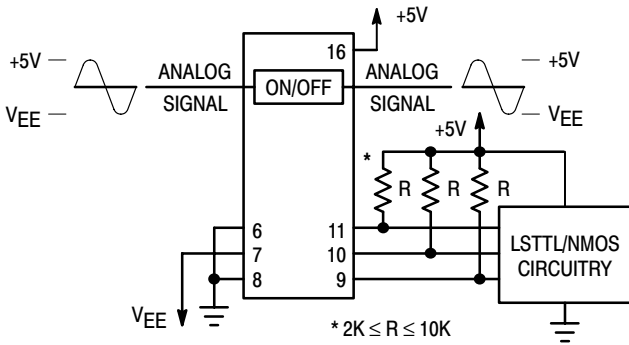 +5V
16
+5V
ANALOG
SIGNAL
VEE
ON/OFF
ANALOG
SIGNAL
+5V
VEE
+5V
*
R
R
R
6
7
8
11
10
9
LSTTL/NMOS
CIRCUITRY
VEE
* 2K ≤ R ≤ 10K